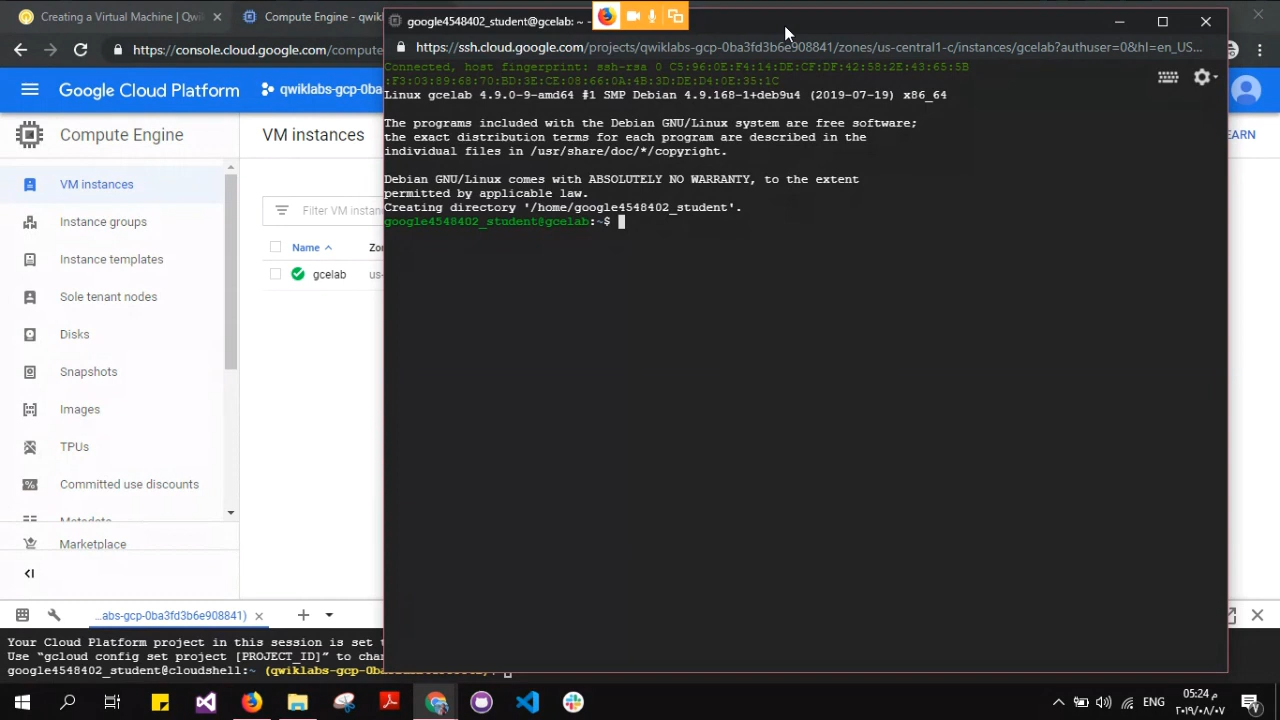 Creating a Virtual Machine | Qwi
Compute Engine - qwik
google4548402_student@gcelab: ~ -
https://console.cloud.google.com/compute
https://ssh.cloud.google.com/projects/qwiklabs-gcp-0ba3fd3b6e908841/zones/us-central1-c/instances/gcelab?authuser=0&hl=en_US...
Google Cloud Platform
qwiklabs-gcp-0ba
Compute Engine
VM instances
EARN
VM instances
Instance groups
Instance templates
Sole tenant nodes
Disks
Snapshots
Images
TPUs
Committed use discounts
Metadata
Marketplace
Filter VM instan
Name
Zo
gcelab
us-
Connected, host fingerprint: ssh-rsa 0 C5:96:0E:F4:14:DE:CF:DF:42:58:2E:43:65:5B
:F3:03:89:68:70:BD:3E:CE:08:66:0A:4B:3D:DE:D4:0E:35:1C
Linux gcelab 4.9.0-9-amd64 #1 SMP Debian 4.9.168-1+deb9u4 (2019-07-19) x86_64
The programs included with the Debian GNU/Linux system are free software;
the exact distribution terms for each program are described in the
individual files in /usr/share/doc/*/copyright.
Debian GNU/Linux comes with ABSOLUTELY NO WARRANTY, to the extent
permitted by applicable law.
Creating directory '/home/google4548402_student'.
google4548402_student@gcelab:~$
...abs-gcp-0ba3fd3b6e908841)
Your Cloud Platform project in this session is set t
Use “gcloud config set project [PROJECT_ID]” to chan
google4548402_student@cloudshell:~ (qwiklabs-gcp-0ba
ENG
05:24 م
٢٠١٩/٠٨/٠٧